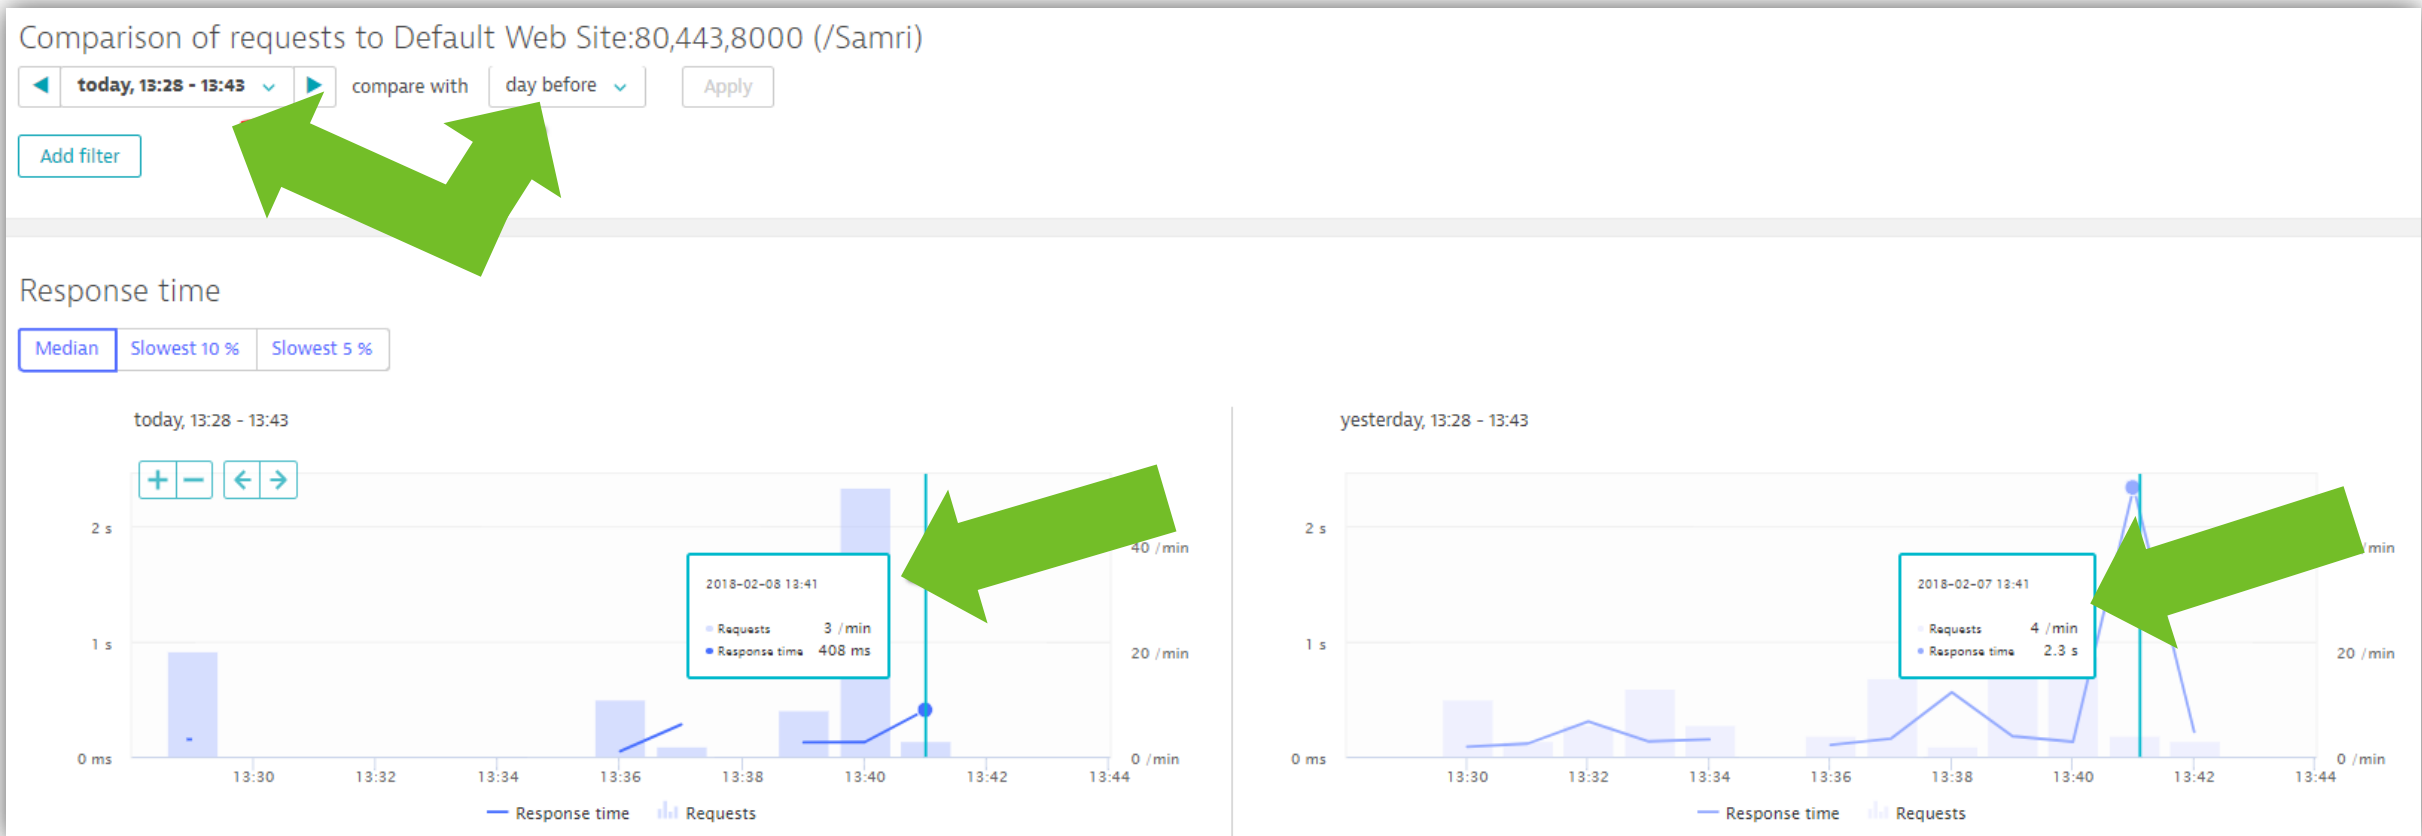 Comparison of requests to Default Web Site:80,443,8000 (/Samri)
today, 13:28 - 13:43 compare with day before Apply
Add filter
Response time
Median Slowest 10 % Slowest 5 %
today, 13:28 - 13:43
2 s
1 s
0 ms
40 /min
20 /min
0 /min
2018-02-08 13:41
Requests 3 /min
Response time 408 ms
13:30 13:32 13:34 13:36 13:38 13:40 13:42 13:44
Response time Requests
yesterday, 13:28 - 13:43
2 s
1 s
0 ms
/min
20 /min
0 /min
2018-02-07 13:41
Requests 4 /min
Response time 2.3 s
13:30 13:32 13:34 13:36 13:38 13:40 13:42 13:44
Response time Requests